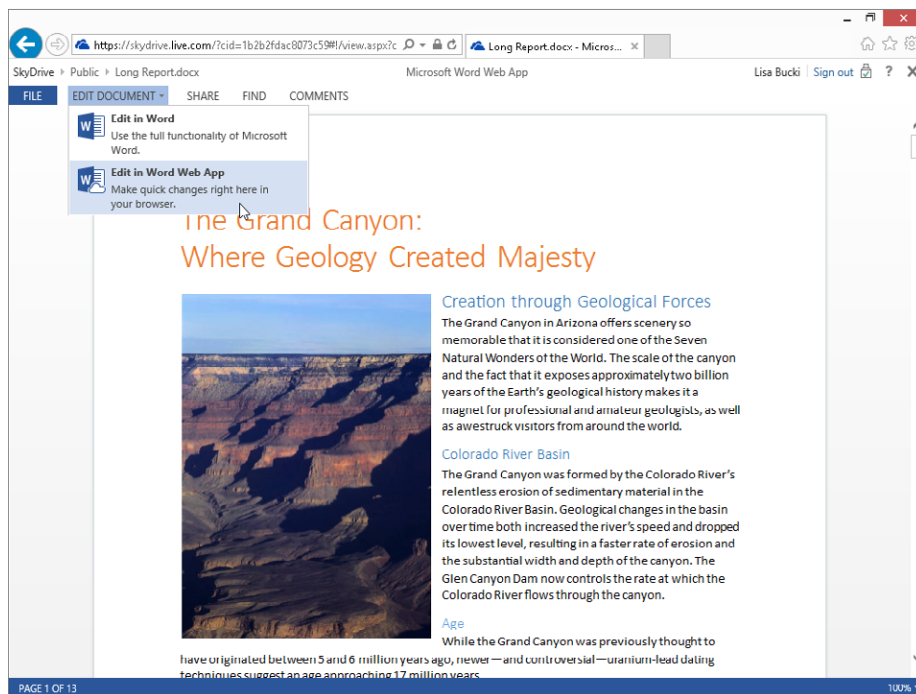 https://skydrive.live.com/?cid=1b2b2fdac8073c59#!/view.aspx?c
Long Report.docx - Micros...
SkyDrive Public Long Report.docx
Microsoft Word Web App
Lisa Bucki Sign out ?
FILE EDIT DOCUMENT SHARE FIND COMMENTS
Edit in Word
Use the full functionality of Microsoft
Word.
Edit in Word Web App
Make quick changes right here in
your browser.
The Grand Canyon:
Where Geology Created Majesty
Creation through Geological Forces
The Grand Canyon in Arizona offers scenery so
memorable that it is considered one of the Seven
Natural Wonders of the World. The scale of the canyon
and the fact that it exposes approximately two billion
years of the Earth's geological history makes it a
magnet for professional and amateur geologists, as well
as awestruck visitors from around the world.
Colorado River Basin
The Grand Canyon was formed by the Colorado River's
relentless erosion of sedimentary material in the
Colorado River Basin. Geological changes in the basin
over time both increased the river's speed and dropped
its lowest level, resulting in a faster rate of erosion and
the substantial width and depth of the canyon. The
Glen Canyon Dam now controls the rate at which the
Colorado River flows through the canyon.
Age
While the Grand Canyon was previously thought to
have originated between 5 and 6 million years ago, newer—and controversial—uranium-lead dating
techniques suggest an age approaching 17 million years
PAGE 1 OF 13
100%